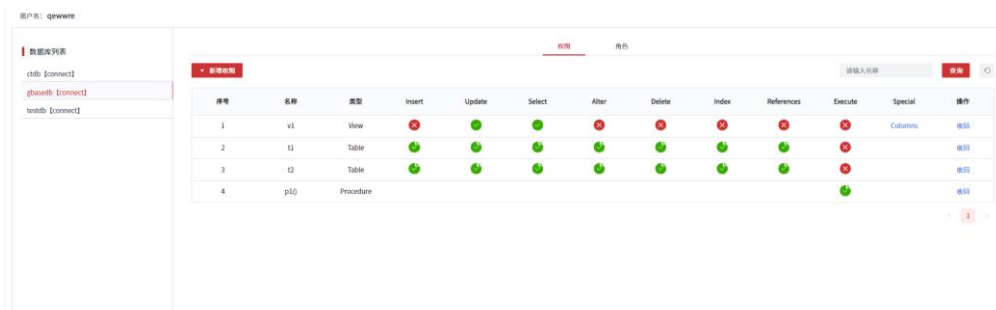 用户名: qewwre
数据库列表
权限 角色
ctdb【connect】
新增权限 请输入名称 查询
gbasedb【connect】
testdb【connect】
序号 名称 类型 Insert Update Select Alter Delete Index References Execute Special 操作
1 v1 View Columns 收回
2 t1 Table 收回
3 t2 Table 收回
4 p1() Procedure 收回
1